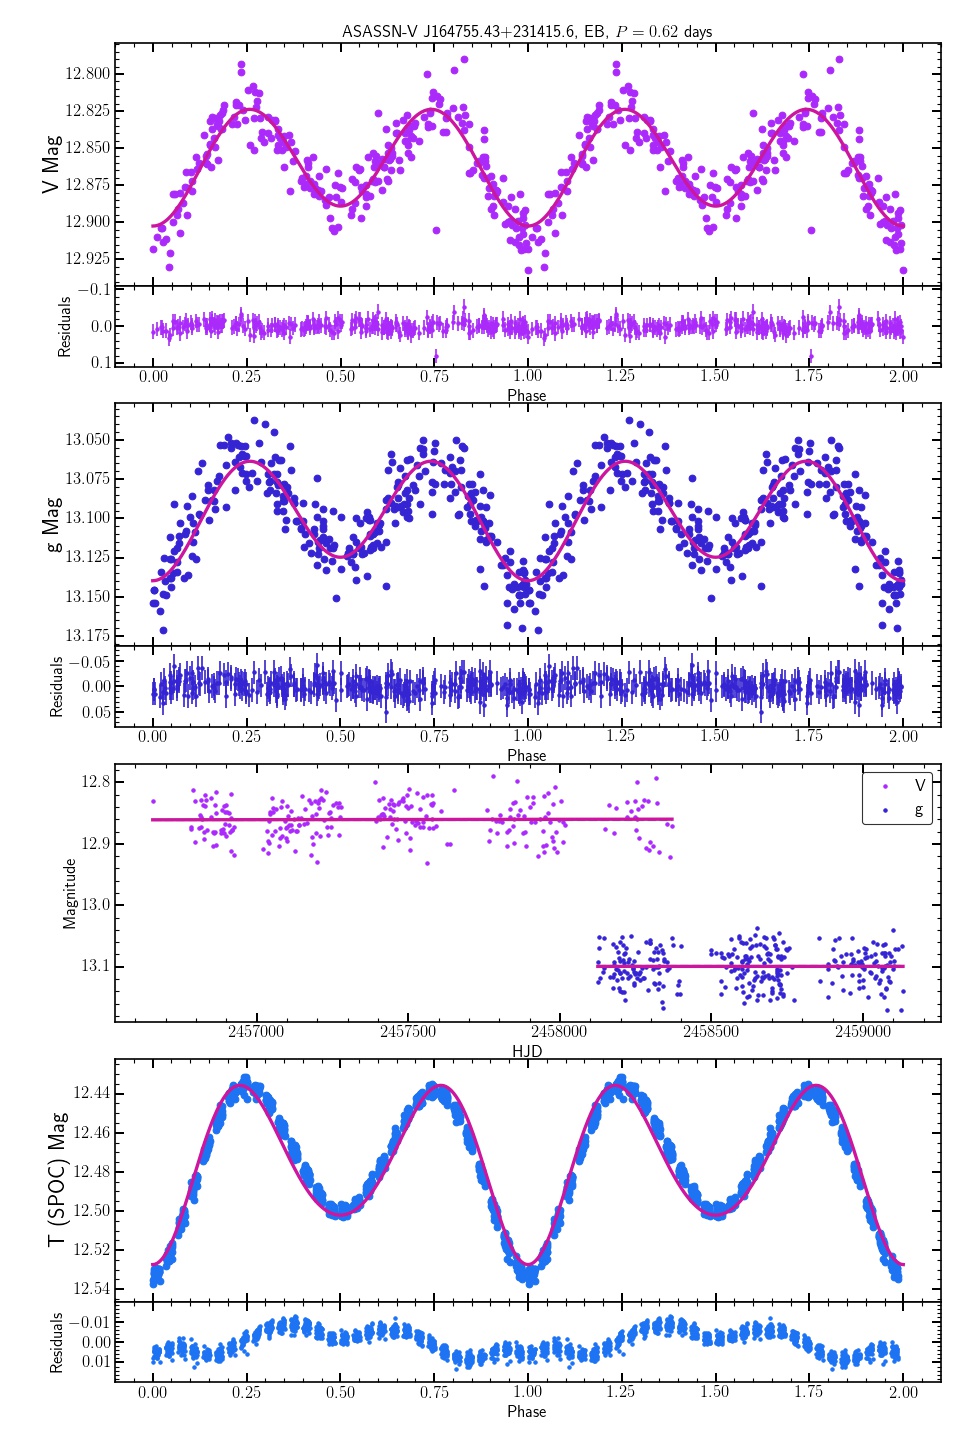 ASASSN-V J164755.43+231415.6, EB, P = 0.62 days
V Mag
12.800
12.825
12.850
12.875
12.900
12.925
Residuals
−0.1
0.0
0.1
0.00 0.25 0.50 0.75 1.00 1.25 1.50 1.75 2.00
Phase
g Mag
13.050
13.075
13.100
13.125
13.150
13.175
Residuals
−0.05
0.00
0.05
0.00 0.25 0.50 0.75 1.00 1.25 1.50 1.75 2.00
Phase
Magnitude
12.8
12.9
13.0
13.1
V
g
2457000 2457500 2458000 2458500 2459000
HJD
T (SPOC) Mag
12.44
12.46
12.48
12.50
12.52
12.54
Residuals
−0.01
0.00
0.01
0.00 0.25 0.50 0.75 1.00 1.25 1.50 1.75 2.00
Phase